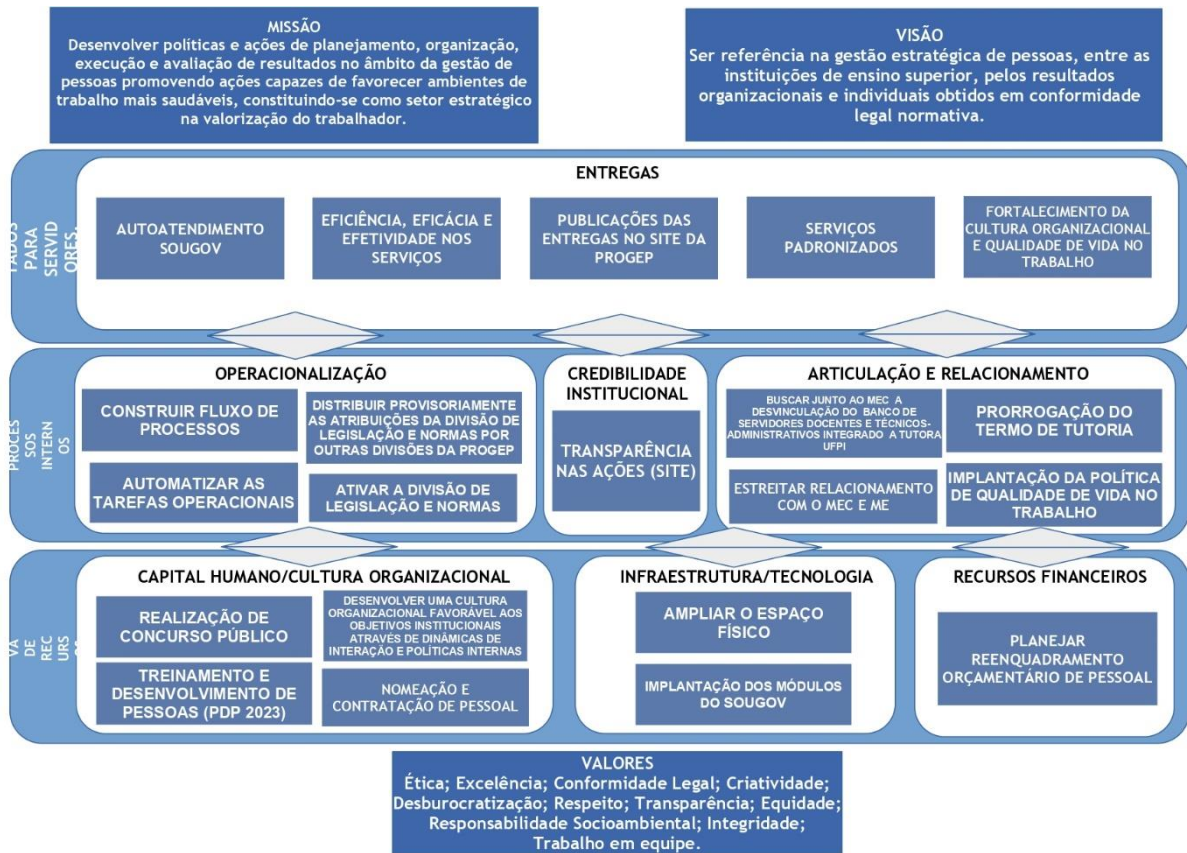 MISSÃO
Desenvolver políticas e ações de planejamento, organização,
execução e avaliação de resultados no âmbito da gestão de
pessoas promovendo ações capazes de favorecer ambientes de
trabalho mais saudáveis, constituindo-se como setor estratégico
na valorização do trabalhador.
VISÃO
Ser referência na gestão estratégica de pessoas, entre as
instituições de ensino superior, pelos resultados
organizacionais e individuais obtidos em conformidade
legal normativa.
PARA
SERVID
ORES,
ENTREGAS
AUTOATENDIMENTO
SOUGOV
EFICIÊNCIA, EFICÁCIA E
EFETIVIDADE NOS
SERVIÇOS
PUBLICAÇÕES DAS
ENTREGAS NO SITE DA
PROGEP
SERVIÇOS
PADRONIZADOS
FORTALECIMENTO DA
CULTURA ORGANIZACIONAL
E QUALIDADE DE VIDA NO
TRABALHO
PROCES
SOS
INTERN
OS
OPERACIONALIZAÇÃO
CONSTRUIR FLUXO DE
PROCESSOS
DISTRIBUIR PROVISORIAMENTE
AS ATRIBUIÇÕES DA DIVISÃO DE
LEGISLAÇÃO E NORMAS POR
OUTRAS DIVISÕES DA PROGEP
AUTOMATIZAR AS
TAREFAS OPERACIONAIS
ATIVAR A DIVISÃO DE
LEGISLAÇÃO E NORMAS
CREDIBILIDADE
INSTITUCIONAL
TRANSPARÊNCIA
NAS AÇÕES (SITE)
ARTICULAÇÃO E RELACIONAMENTO
BUSCAR JUNTO AO MEC A
DESVINCULAÇÃO DO BANCO DE
SERVIDORES DOCENTES E TÉCNICOS-
ADMINISTRATIVOS INTEGRADO A TUTORA
UFPI
PRORROGAÇÃO DO
TERMO DE TUTORIA
ESTREITAR RELACIONAMENTO
COM O MEC E ME
IMPLANTAÇÃO DA POLÍTICA
DE QUALIDADE DE VIDA NO
TRABALHO
VA
DE
REC
URS
CAPITAL HUMANO/CULTURA ORGANIZACIONAL
REALIZAÇÃO DE
CONCURSO PÚBLICO
DESENVOLVER UMA CULTURA
ORGANIZACIONAL FAVORÁVEL AOS
OBJETIVOS INSTITUCIONAIS
ATRAVÉS DE DINÂMICAS DE
INTERAÇÃO E POLÍTICAS INTERNAS
TREINAMENTO E
DESENVOLVIMENTO DE
PESSOAS (PDP 2023)
NOMEAÇÃO E
CONTRATAÇÃO DE PESSOAL
INFRAESTRUTURA/TECNOLOGIA
AMPLIAR O ESPAÇO
FÍSICO
IMPLANTAÇÃO DOS MÓDULOS
DO SOUGOV
RECURSOS FINANCEIROS
PLANEJAR
REENQUADRAMENTO
ORÇAMENTÁRIO DE PESSOAL
VALORES
Ética; Excelência; Conformidade Legal; Criatividade;
Desburocratização; Respeito; Transparência; Equidade;
Responsabilidade Socioambiental; Integridade;
Trabalho em equipe.